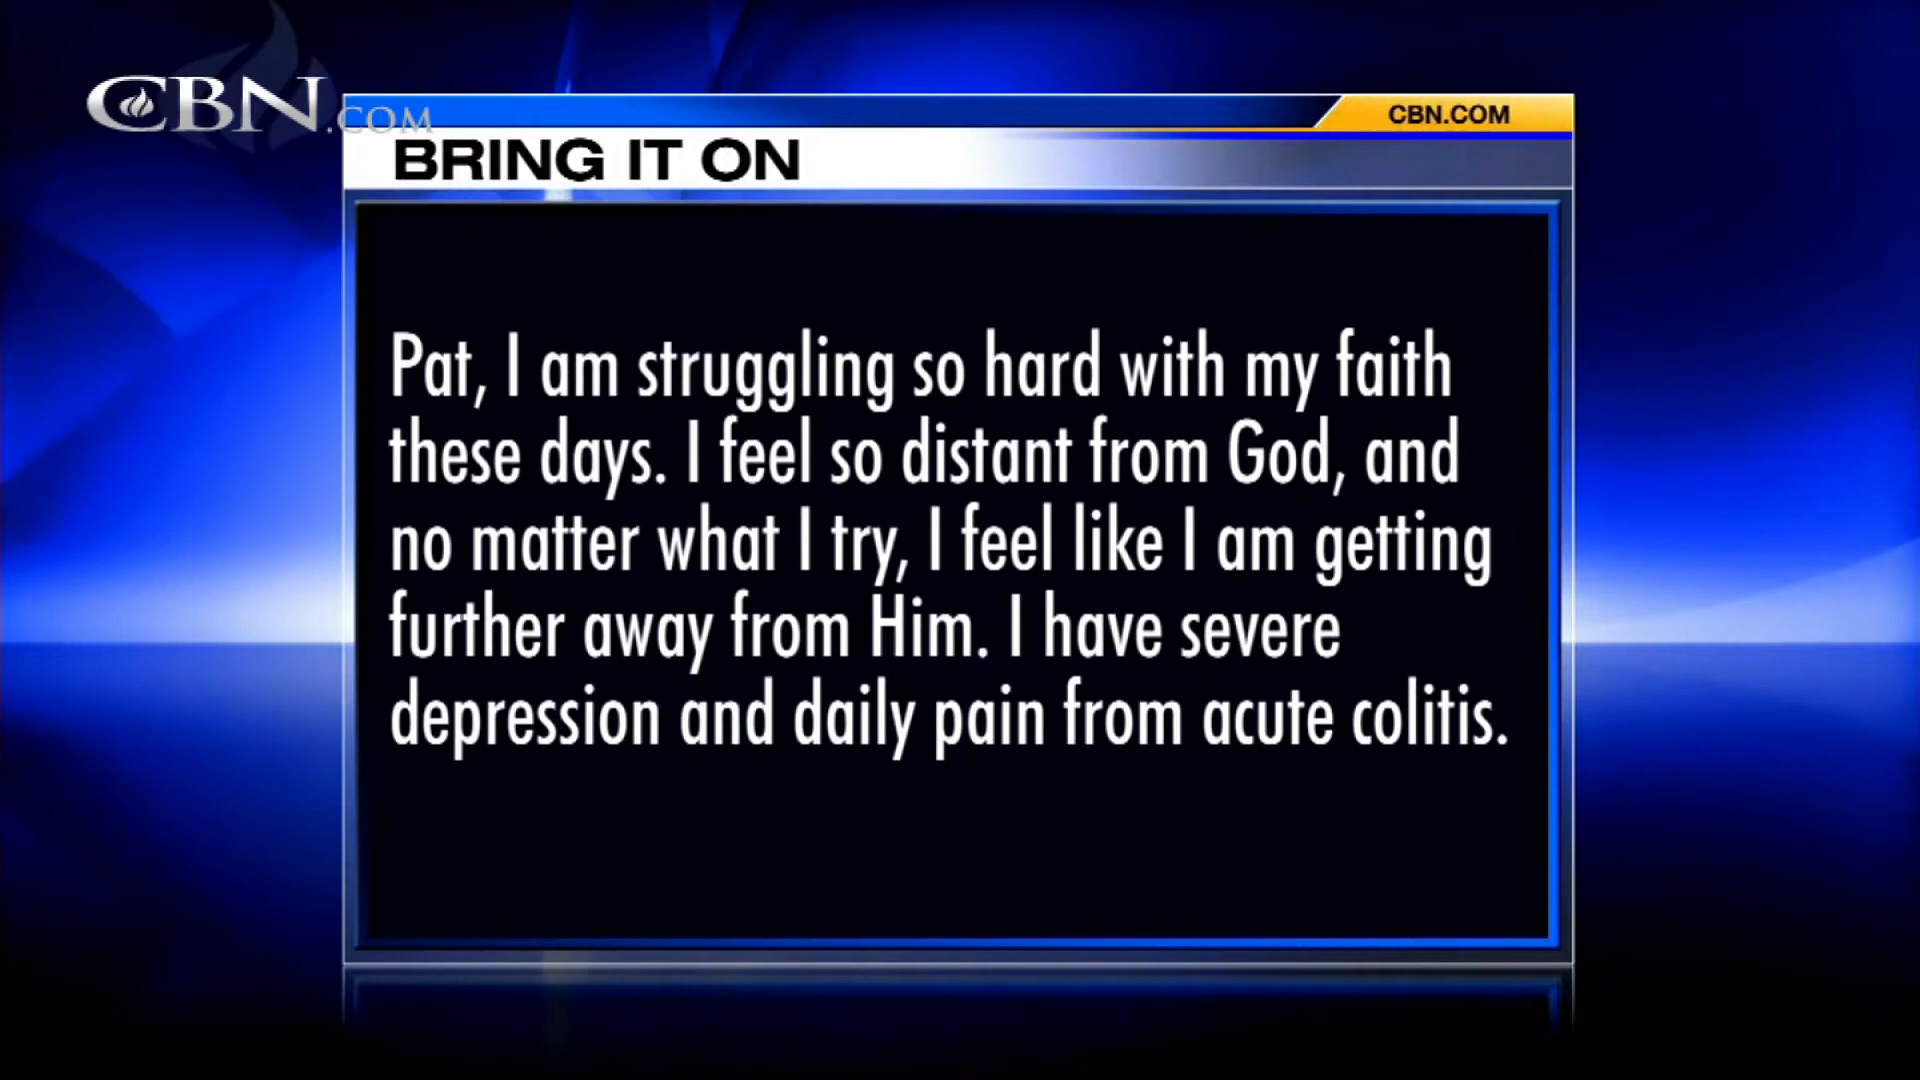 CBN.COM
CBN.COM
BRING IT ON
Pat, I am struggling so hard with my faith
these days. I feel so distant from God, and
no matter what I try, I feel like I am getting
further away from Him. I have severe
depression and daily pain from acute colitis.